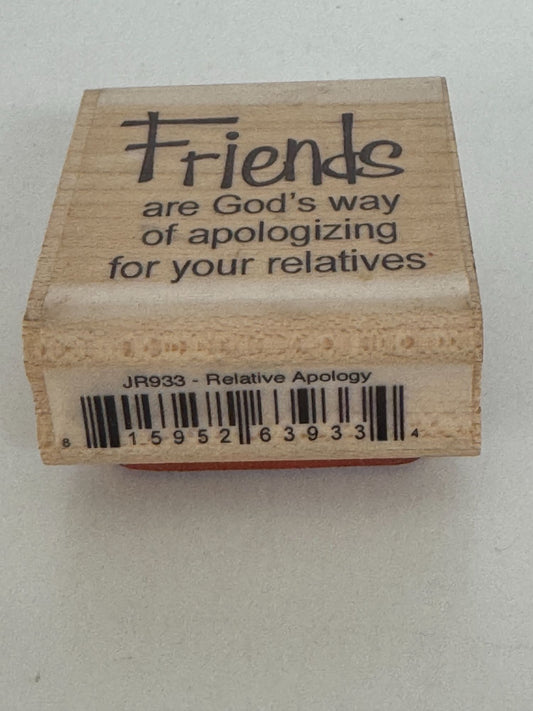 Friends
are God's way
of apologizing
for your relatives
JR933 - Relative Apology
8 15952 63933 4